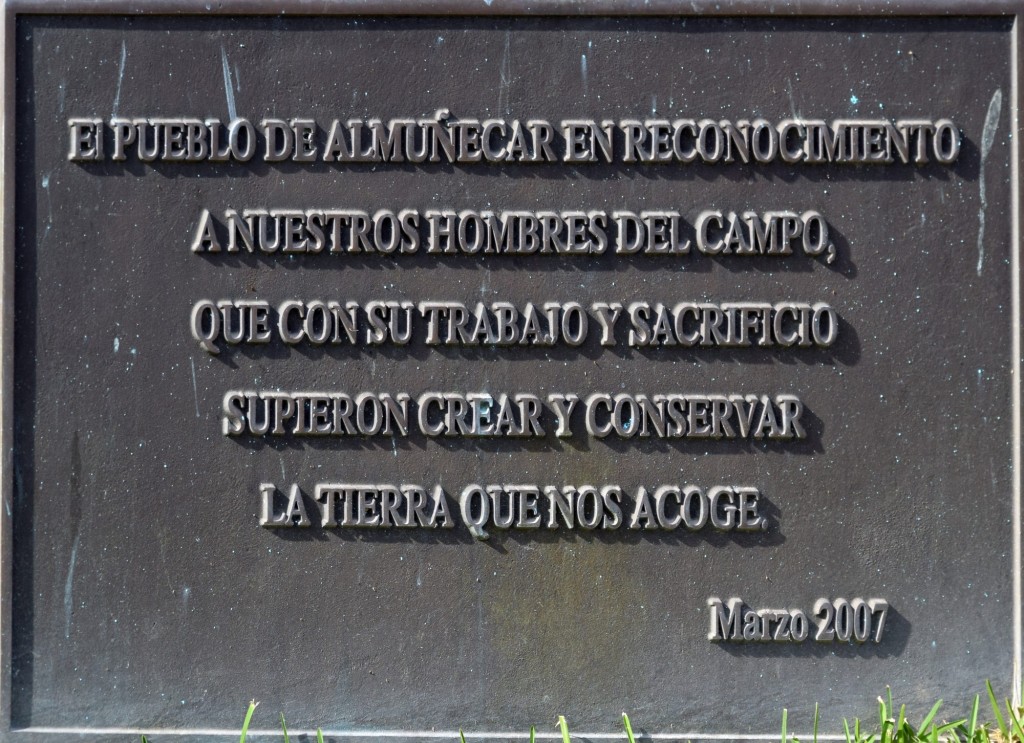 El PUEBLO DE ALMUÑECAR EN RECONOCIMIENTO
A NUESTROS HOMBRES DEL CAMPO,
QUE CON SU TRABAJO Y SACRIFICIO
SUPIERON CREAR Y CONSERVAR
LA TIERRA QUE NOS ACOGE.
Marzo 2007